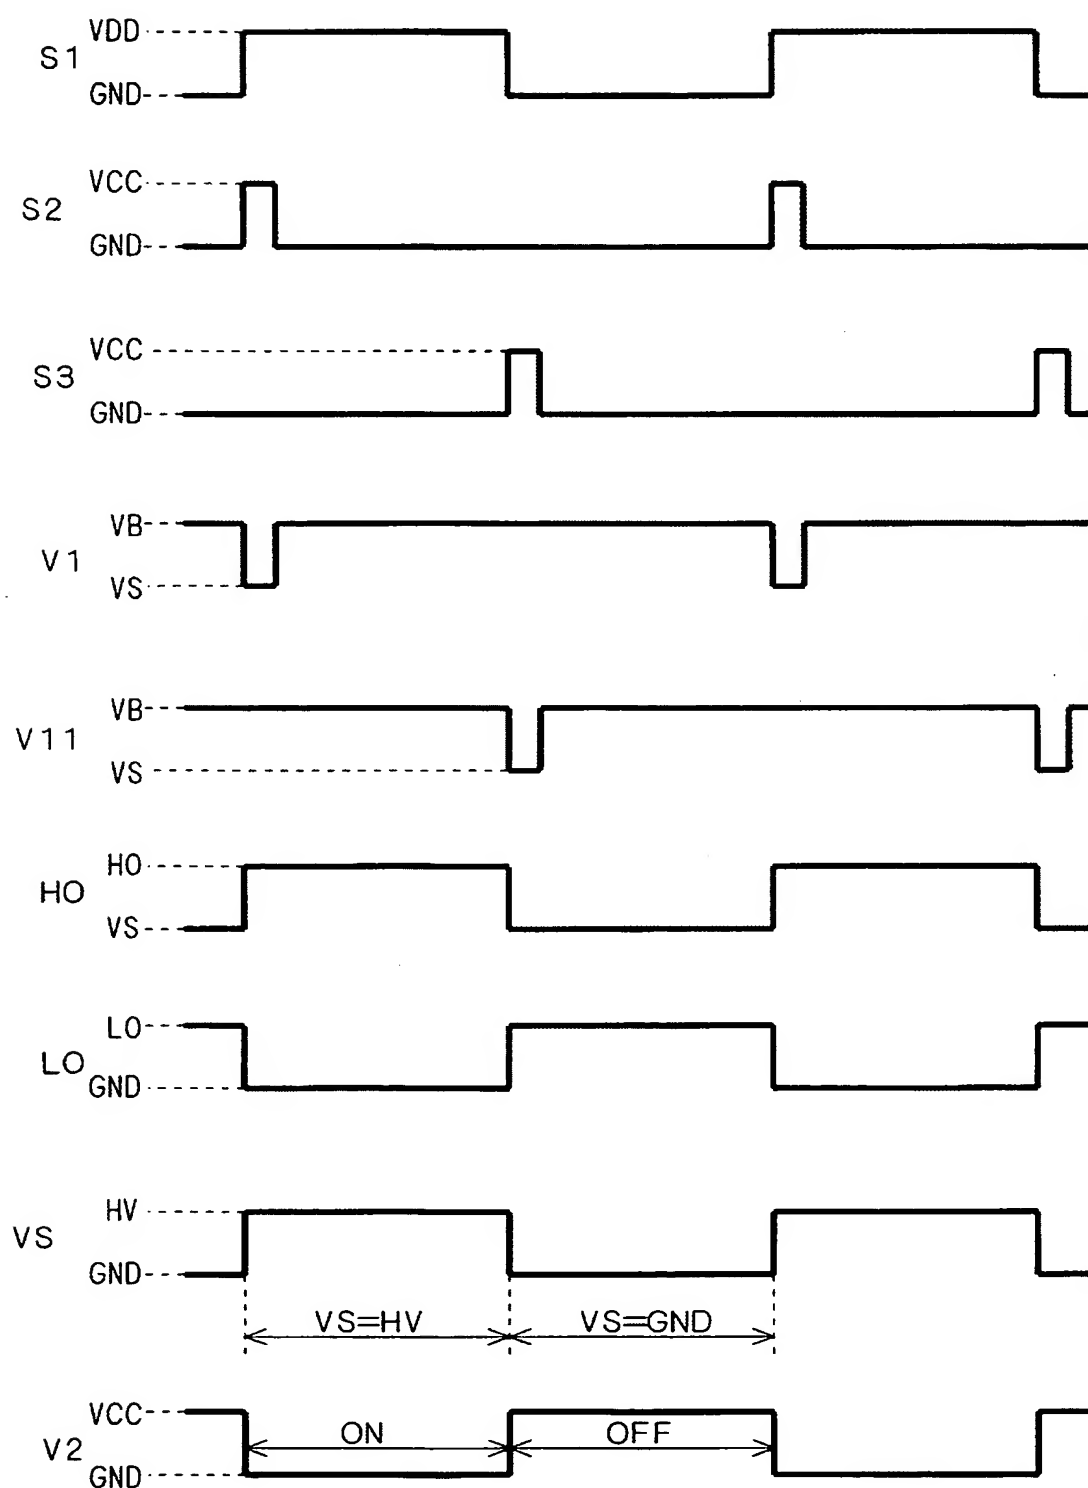 VDD
S1
GND
VCC
S2
GND
VCC
S3
GND
VB
V1
VS
VB
V11
VS
HO
HO
VS
LO
LO
GND
HV
VS
GND
VS=HV VS=GND
VCC
ON OFF
V2
GND